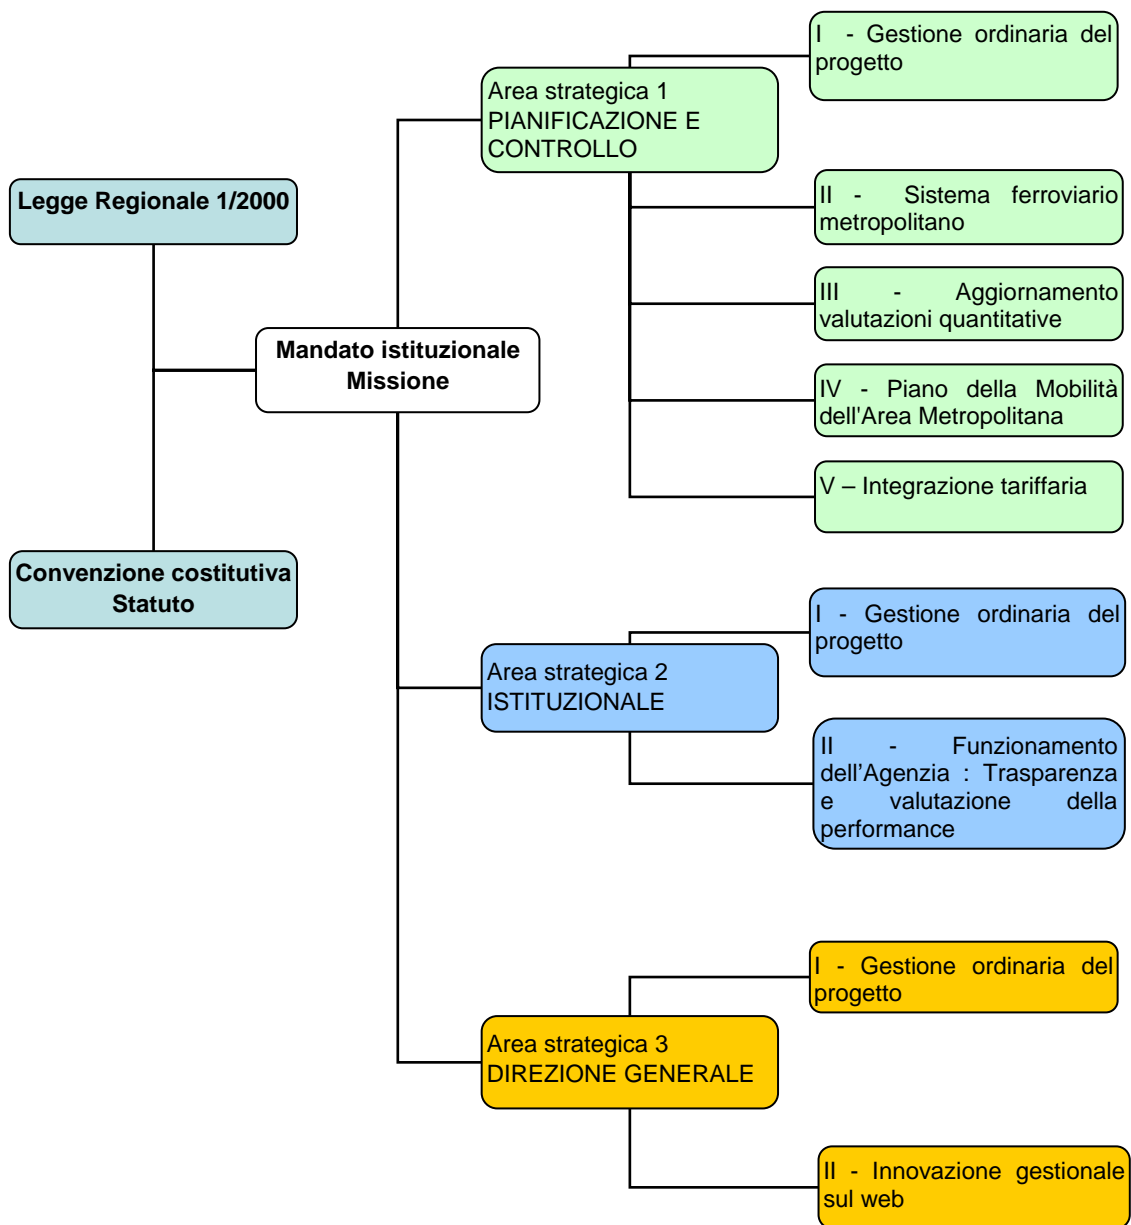 Legge Regionale 1/2000
Convenzione costitutiva
Statuto
Mandato istituzionale
Missione
Area strategica 1
PIANIFICAZIONE E
CONTROLLO
I - Gestione ordinaria del
progetto
II - Sistema ferroviario
metropolitano
III - Aggiornamento
valutazioni quantitative
IV - Piano della Mobilità
dell'Area Metropolitana
V – Integrazione tariffaria
Area strategica 2
ISTITUZIONALE
I - Gestione ordinaria del
progetto
II - Funzionamento
dell’Agenzia : Trasparenza
e valutazione della
performance
Area strategica 3
DIREZIONE GENERALE
I - Gestione ordinaria del
progetto
II - Innovazione gestionale
sul web